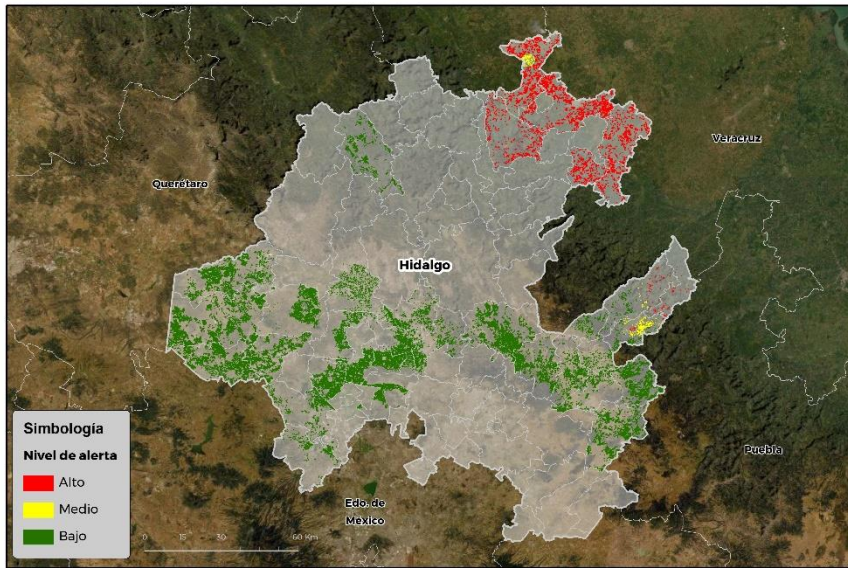 Veracruz
Querétaro
Hidalgo
Simbología
Nivel de alerta
Alto
Medio
Bajo
Puebla
Edo. de
México
0 15 30 60 Km